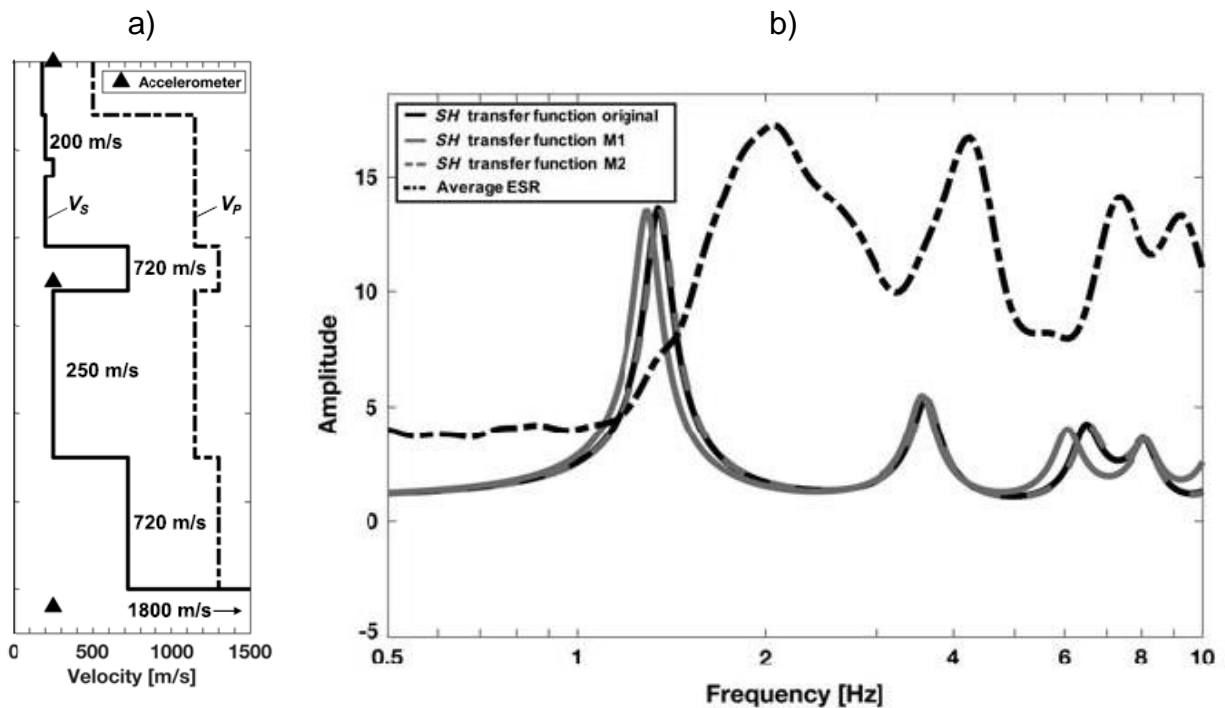 a)
Accelerometer
200 m/s
VS
VP
720 m/s
250 m/s
720 m/s
1800 m/s
0 500 1000 1500
Velocity [m/s]
b)
SH transfer function original
SH transfer function M1
SH transfer function M2
Average ESR
15
10
5
0
-5
Amplitude
0.5 1 2 4 6 8 10
Frequency [Hz]